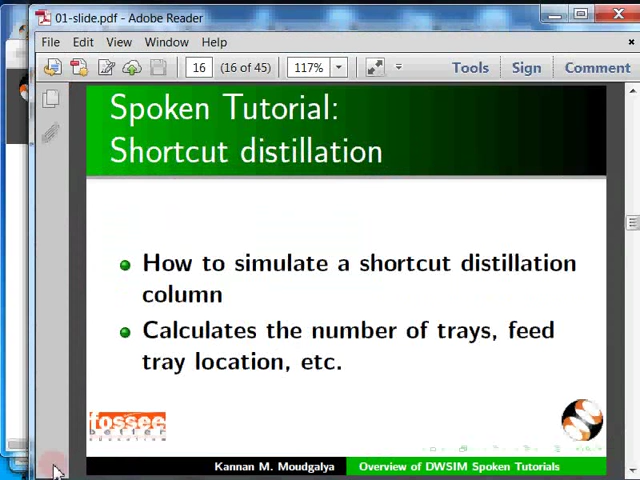 01-slide.pdf - Adobe Reader
File Edit View Window Help
16 (16 of 45) 117% Tools Sign Comment
Spoken Tutorial:
Shortcut distillation
How to simulate a shortcut distillation
column
Calculates the number of trays, feed
tray location, etc.
fossee
Kannan M. Moudgalya Overview of DWSIM Spoken Tutorials